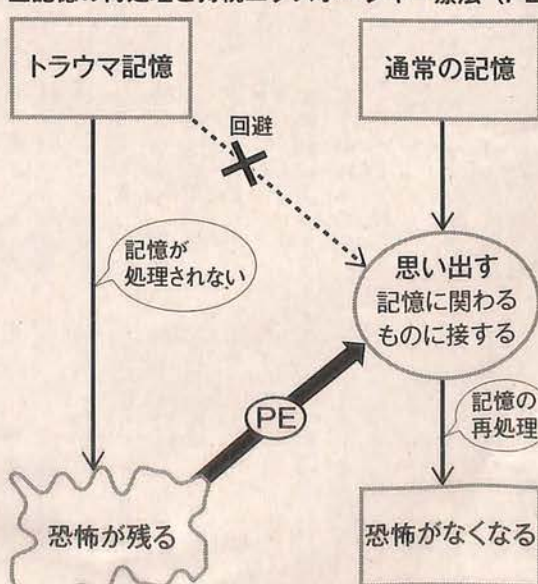 トラウマ記憶
通常の記憶
回避
記憶が
処理されない
思い出す
記憶に関わる
ものに接する
PE
記憶の
再処理
恐怖が残る
恐怖がなくなる